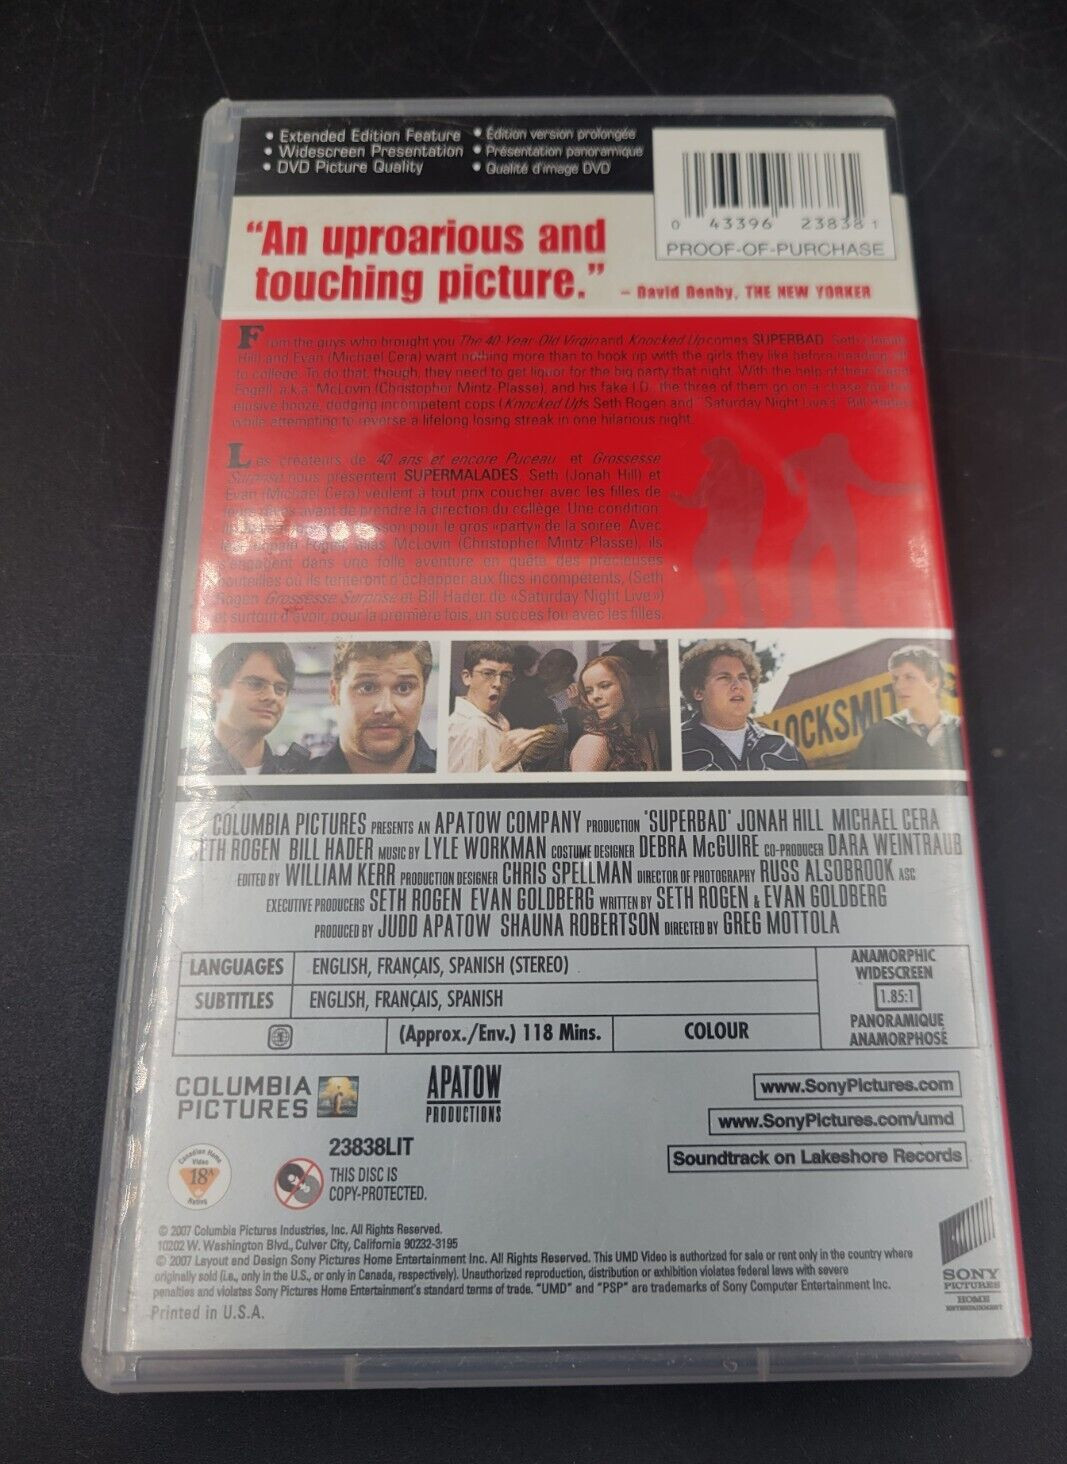 • Extended Edition Feature
• Widescreen Presentation
• DVD Picture Quality
• Édition version prolongée
• Présentation panoramique
• Qualité d'image DVD
0 43396 23838 1
PROOF-OF-PURCHASE
“An uproarious and
touching picture.”
– David Denby, THE NEW YORKER
From the guys who brought you The 40 Year-Old Virgin and Knocked Up comes SUPERBAD. Seth (Jonah
Hill) and Evan (Michael Cera) want nothing more than to hook up with the girls they like before heading off
to college. To do that, though, they need to get liquor for the big party that night. With the help of their friend
Fogell, a.k.a. McLovin (Christopher Mintz-Plasse), and his fake I.D., the three of them go on a chase for that
elusive booze, dodging incompetent cops (Knocked Up's Seth Rogen and "Saturday Night Live's" Bill Hader)
while attempting to reverse a lifelong losing streak in one hilarious night.
Les créateurs de 40 ans et encore Puceau et Grossesse
Surprise nous présentent SUPERMALADES. Seth (Jonah Hill) et
Evan (Michael Cera) veulent à tout prix coucher avec les filles de
leurs rêves avant de prendre la direction du collège. Une condition:
pour le gros «party» de la soirée. Avec
Fogell, alias McLovin (Christopher Mintz-Plasse), ils
s'engagent dans une folle aventure en quête des précieuses
bouteilles où ils tenteront d'échapper aux flics incompétents, (Seth
Rogen Grossesse Surprise et Bill Hader de «Saturday Night Live»)
et surtout d'avoir, pour la première fois, un succès fou avec les filles.
LOCKSMIT
COLUMBIA PICTURES PRESENTS AN APATOW COMPANY PRODUCTION 'SUPERBAD' JONAH HILL MICHAEL CERA
SETH ROGEN BILL HADER MUSIC BY LYLE WORKMAN COSTUME DESIGNER DEBRA McGUIRE CO-PRODUCER DARA WEINTRAUB
EDITED BY WILLIAM KERR PRODUCTION DESIGNER CHRIS SPELLMAN DIRECTOR OF PHOTOGRAPHY RUSS ALSOBROOK ASC
EXECUTIVE PRODUCERS SETH ROGEN EVAN GOLDBERG WRITTEN BY SETH ROGEN & EVAN GOLDBERG
PRODUCED BY JUDD APATOW SHAUNA ROBERTSON DIRECTED BY GREG MOTTOLA
LANGUAGES ENGLISH, FRANÇAIS, SPANISH (STEREO)
SUBTITLES ENGLISH, FRANÇAIS, SPANISH
(Approx./Env.) 118 Mins. COLOUR
ANAMORPHIC
WIDESCREEN
1.85:1
PANORAMIQUE
ANAMORPHOSÉ
COLUMBIA
PICTURES
APATOW
PRODUCTIONS
www.SonyPictures.com
www.SonyPictures.com/umd
Soundtrack on Lakeshore Records
Canadian Home
Video
18A
Rating
23838LIT
THIS DISC IS
COPY-PROTECTED.
© 2007 Columbia Pictures Industries, Inc. All Rights Reserved.
10202 W. Washington Blvd., Culver City, California 90232-3195
© 2007 Layout and Design Sony Pictures Home Entertainment Inc. All Rights Reserved. This UMD Video is authorized for sale or rent only in the country where
originally sold (i.e., only in the U.S., or only in Canada, respectively). Unauthorized reproduction, distribution or exhibition violates federal laws with severe
penalties and violates Sony Pictures Home Entertainment's standard terms of trade. "UMD" and "PSP" are trademarks of Sony Computer Entertainment Inc.
Printed in U.S.A.
SONY
PICTURES
HOME
ENTERTAINMENT